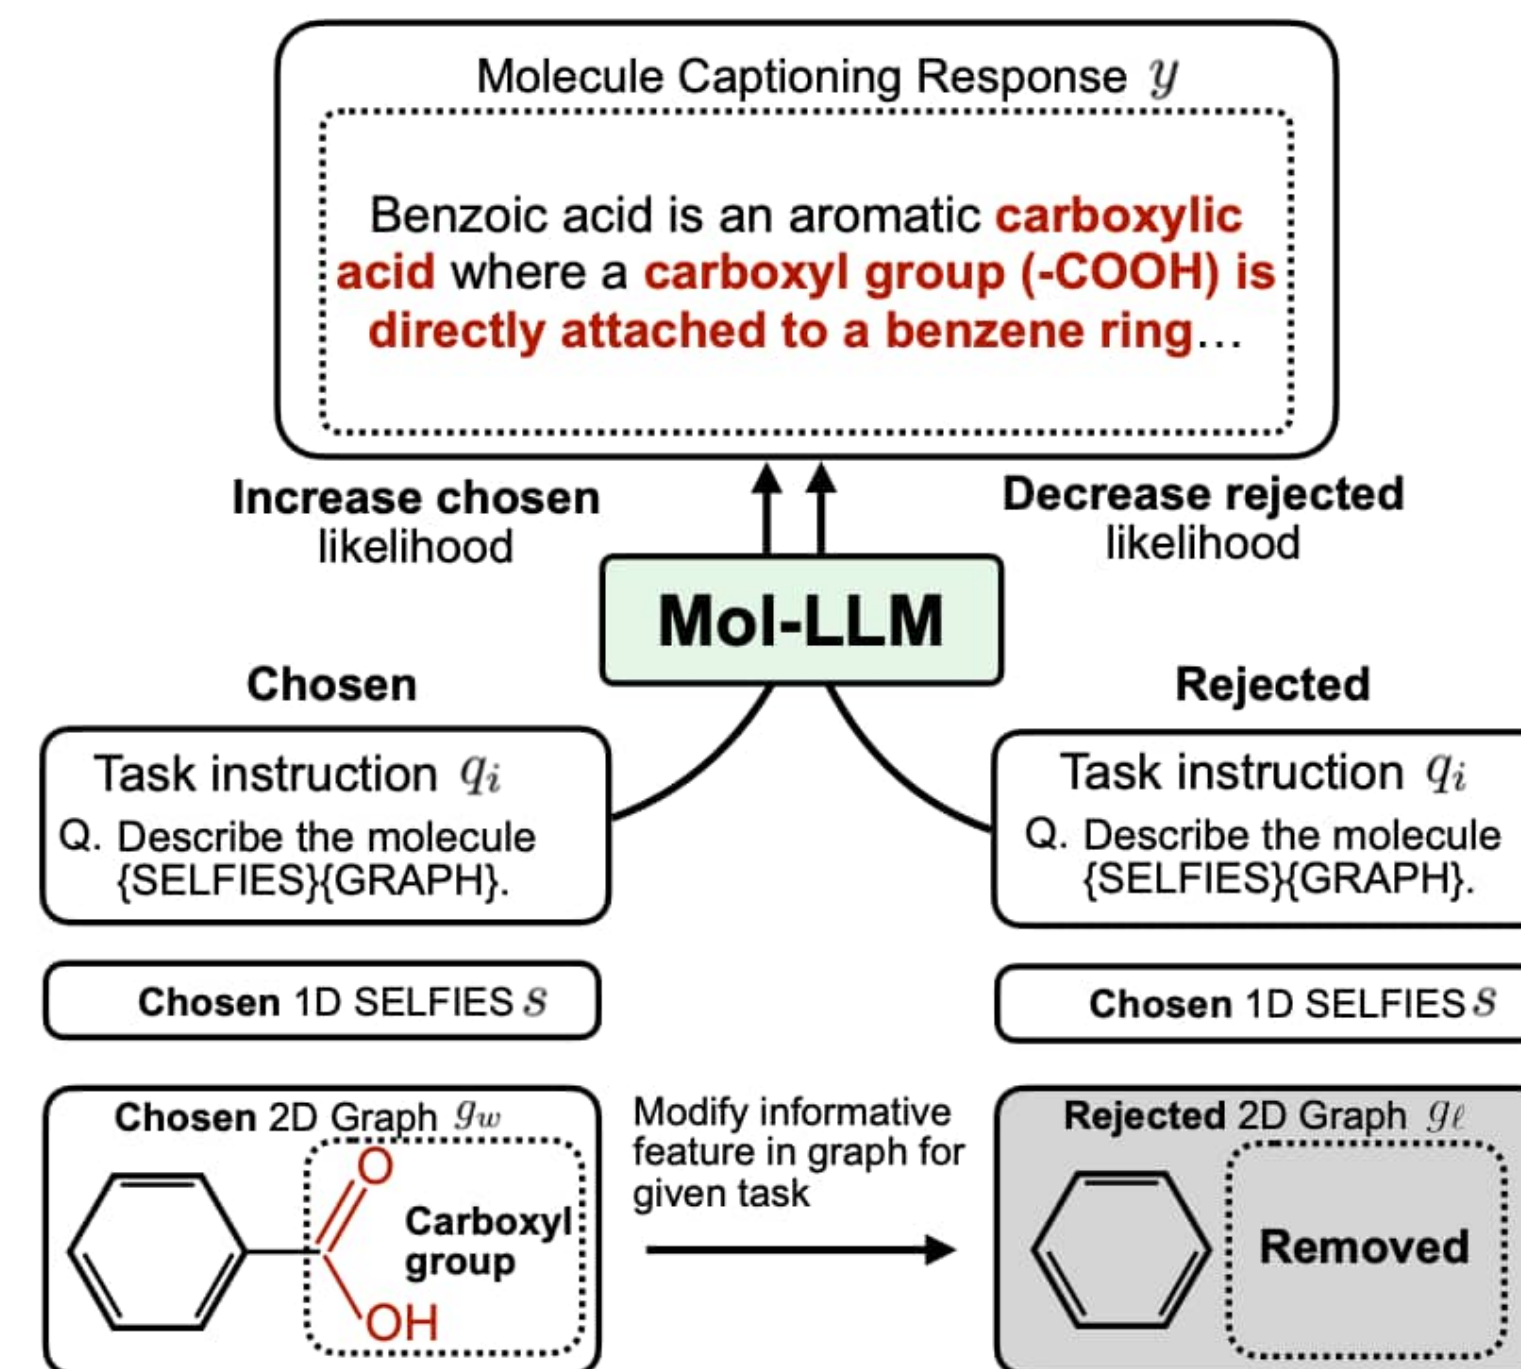 Molecule Captioning Response y
Benzoic acid is an aromatic carboxylic
acid where a carboxyl group (-COOH) is
directly attached to a benzene ring...
Increase chosen
likelihood
Decrease rejected
likelihood
Mol-LLM
Chosen
Rejected
Task instruction qᵢ
Q. Describe the molecule
{SELFIES}{GRAPH}.
Task instruction qᵢ
Q. Describe the molecule
{SELFIES}{GRAPH}.
Chosen 1D SELFIES s
Chosen 1D SELFIES s
Chosen 2D Graph g_w
O
Carboxyl
group
OH
Modify informative
feature in graph for
given task
Rejected 2D Graph g_ℓ
Removed